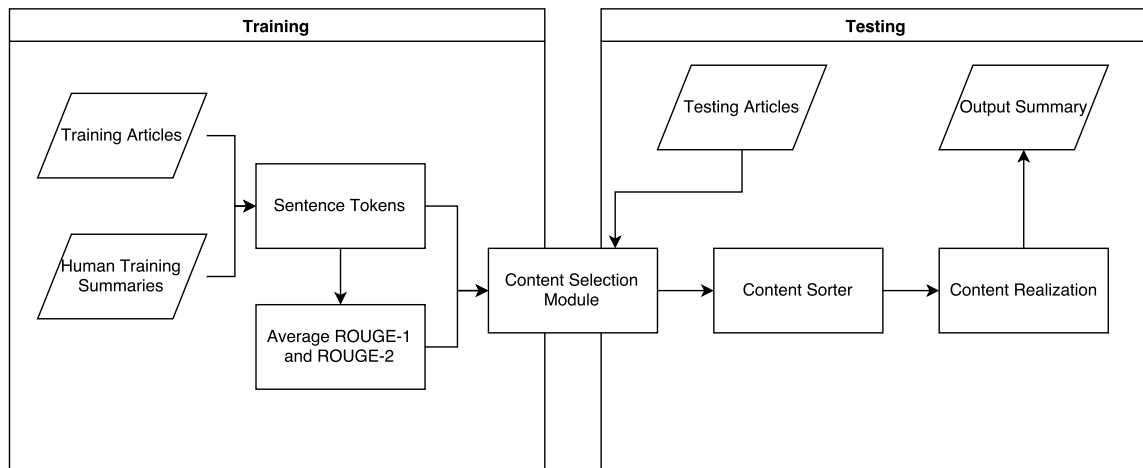 Training
Training Articles
Human Training
Summaries
Sentence Tokens
Average ROUGE-1
and ROUGE-2
Content Selection
Module
Testing
Testing Articles
Output Summary
Content Sorter
Content Realization